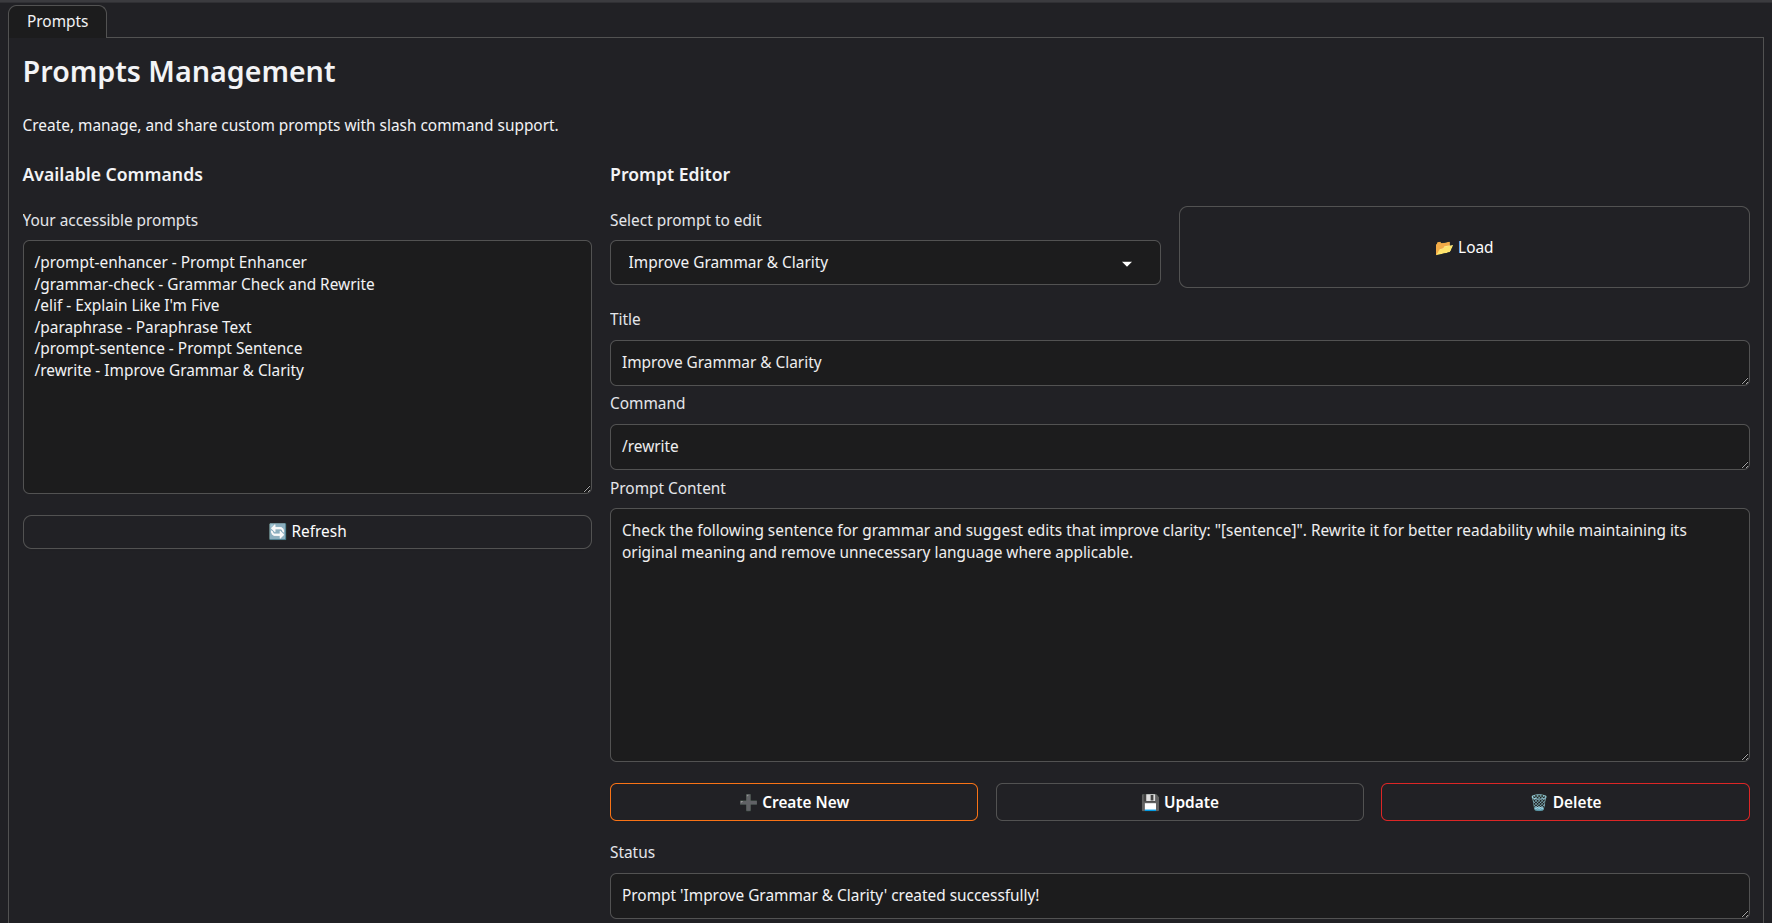 Prompts
Prompts Management
Create, manage, and share custom prompts with slash command support.
Available Commands
Your accessible prompts
/prompt-enhancer - Prompt Enhancer
/grammar-check - Grammar Check and Rewrite
/elif - Explain Like I'm Five
/paraphrase - Paraphrase Text
/prompt-sentence - Prompt Sentence
/rewrite - Improve Grammar & Clarity
🔄 Refresh
Prompt Editor
Select prompt to edit
Improve Grammar & Clarity
📂 Load
Title
Improve Grammar & Clarity
Command
/rewrite
Prompt Content
Check the following sentence for grammar and suggest edits that improve clarity: "[sentence]". Rewrite it for better readability while maintaining its
original meaning and remove unnecessary language where applicable.
➕ Create New
💾 Update
🗑️ Delete
Status
Prompt 'Improve Grammar & Clarity' created successfully!